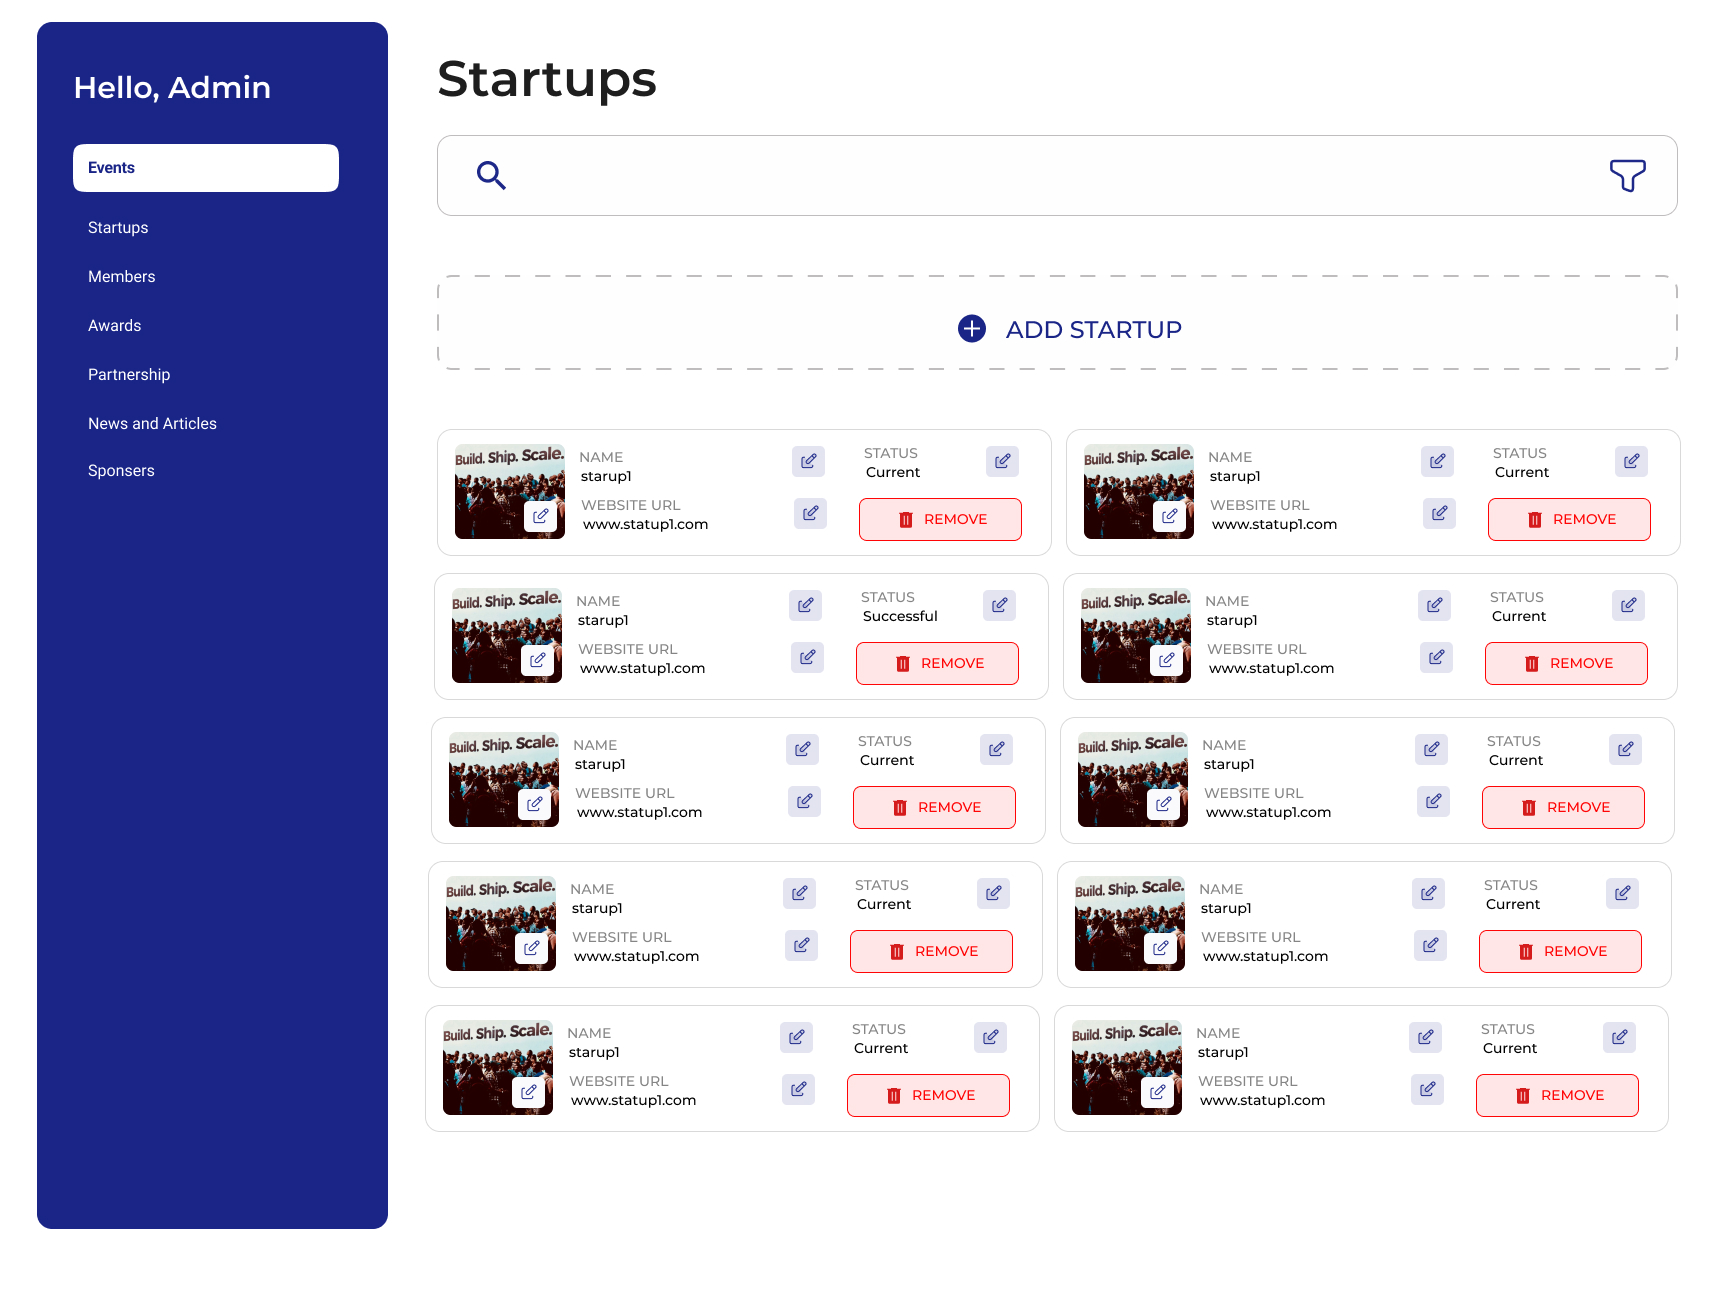 Hello, Admin
Events
Startups
Members
Awards
Partnership
News and Articles
Sponsers
Startups
ADD STARTUP
Build. Ship. Scale.
NAME
starup1
WEBSITE URL
www.statup1.com
STATUS
Current
REMOVE
Build. Ship. Scale.
NAME
starup1
WEBSITE URL
www.statup1.com
STATUS
Current
REMOVE
Build. Ship. Scale.
NAME
starup1
WEBSITE URL
www.statup1.com
STATUS
Successful
REMOVE
Build. Ship. Scale.
NAME
starup1
WEBSITE URL
www.statup1.com
STATUS
Current
REMOVE
Build. Ship. Scale.
NAME
starup1
WEBSITE URL
www.statup1.com
STATUS
Current
REMOVE
Build. Ship. Scale.
NAME
starup1
WEBSITE URL
www.statup1.com
STATUS
Current
REMOVE
Build. Ship. Scale.
NAME
starup1
WEBSITE URL
www.statup1.com
STATUS
Current
REMOVE
Build. Ship. Scale.
NAME
starup1
WEBSITE URL
www.statup1.com
STATUS
Current
REMOVE
Build. Ship. Scale.
NAME
starup1
WEBSITE URL
www.statup1.com
STATUS
Current
REMOVE
Build. Ship. Scale.
NAME
starup1
WEBSITE URL
www.statup1.com
STATUS
Current
REMOVE